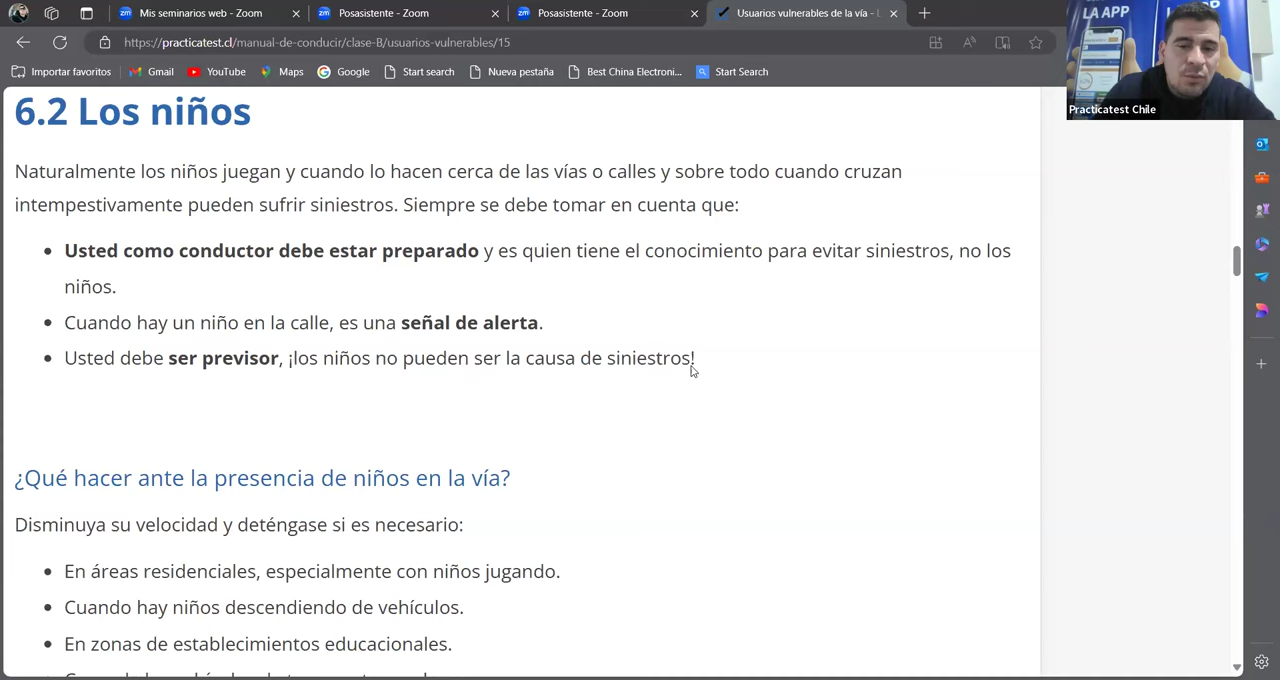 Mis seminarios web - Zoom
Posasistente - Zoom
Posasistente - Zoom
Usuarios vulnerables de la vía -
https://practicatest.cl/manual-de-conducir/clase-B/usuarios-vulnerables/15
Importar favoritos
Gmail
YouTube
Maps
Google
Start search
Nueva pestaña
Best China Electroni...
Start Search
LA APP
Practicatest Chile
6.2 Los niños
Naturalmente los niños juegan y cuando lo hacen cerca de las vías o calles y sobre todo cuando cruzan
intempestivamente pueden sufrir siniestros. Siempre se debe tomar en cuenta que:
• Usted como conductor debe estar preparado y es quien tiene el conocimiento para evitar siniestros, no los
niños.
• Cuando hay un niño en la calle, es una señal de alerta.
• Usted debe ser previsor, ¡los niños no pueden ser la causa de siniestros!
¿Qué hacer ante la presencia de niños en la vía?
Disminuya su velocidad y deténgase si es necesario:
• En áreas residenciales, especialmente con niños jugando.
• Cuando hay niños descendiendo de vehículos.
• En zonas de establecimientos educacionales.